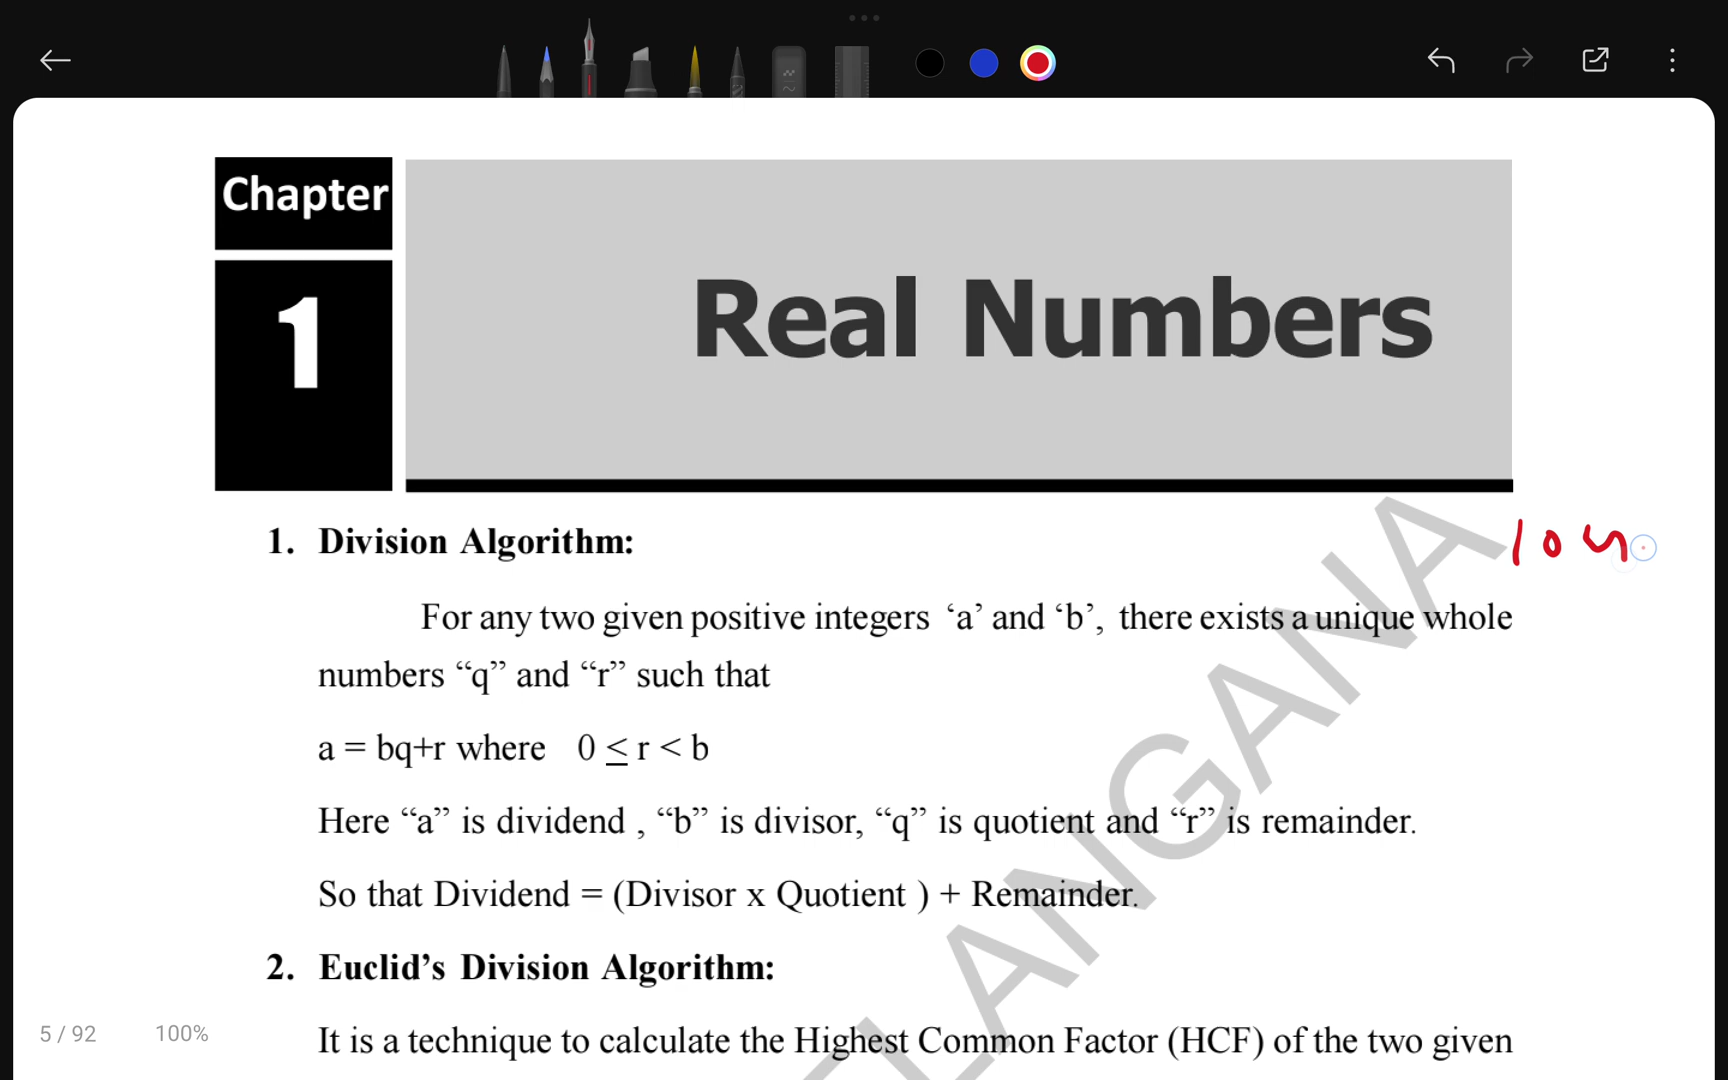 Chapter
1
Real Numbers
1. Division Algorithm:
For any two given positive integers ‘a’ and ‘b’, there exists a unique whole
numbers “q” and “r” such that
a = bq+r where 0 ≤ r < b
Here “a” is dividend , “b” is divisor, “q” is quotient and “r” is remainder.
So that Dividend = (Divisor x Quotient ) + Remainder.
2. Euclid’s Division Algorithm:
It is a technique to calculate the Highest Common Factor (HCF) of the two given
5 / 92
100%